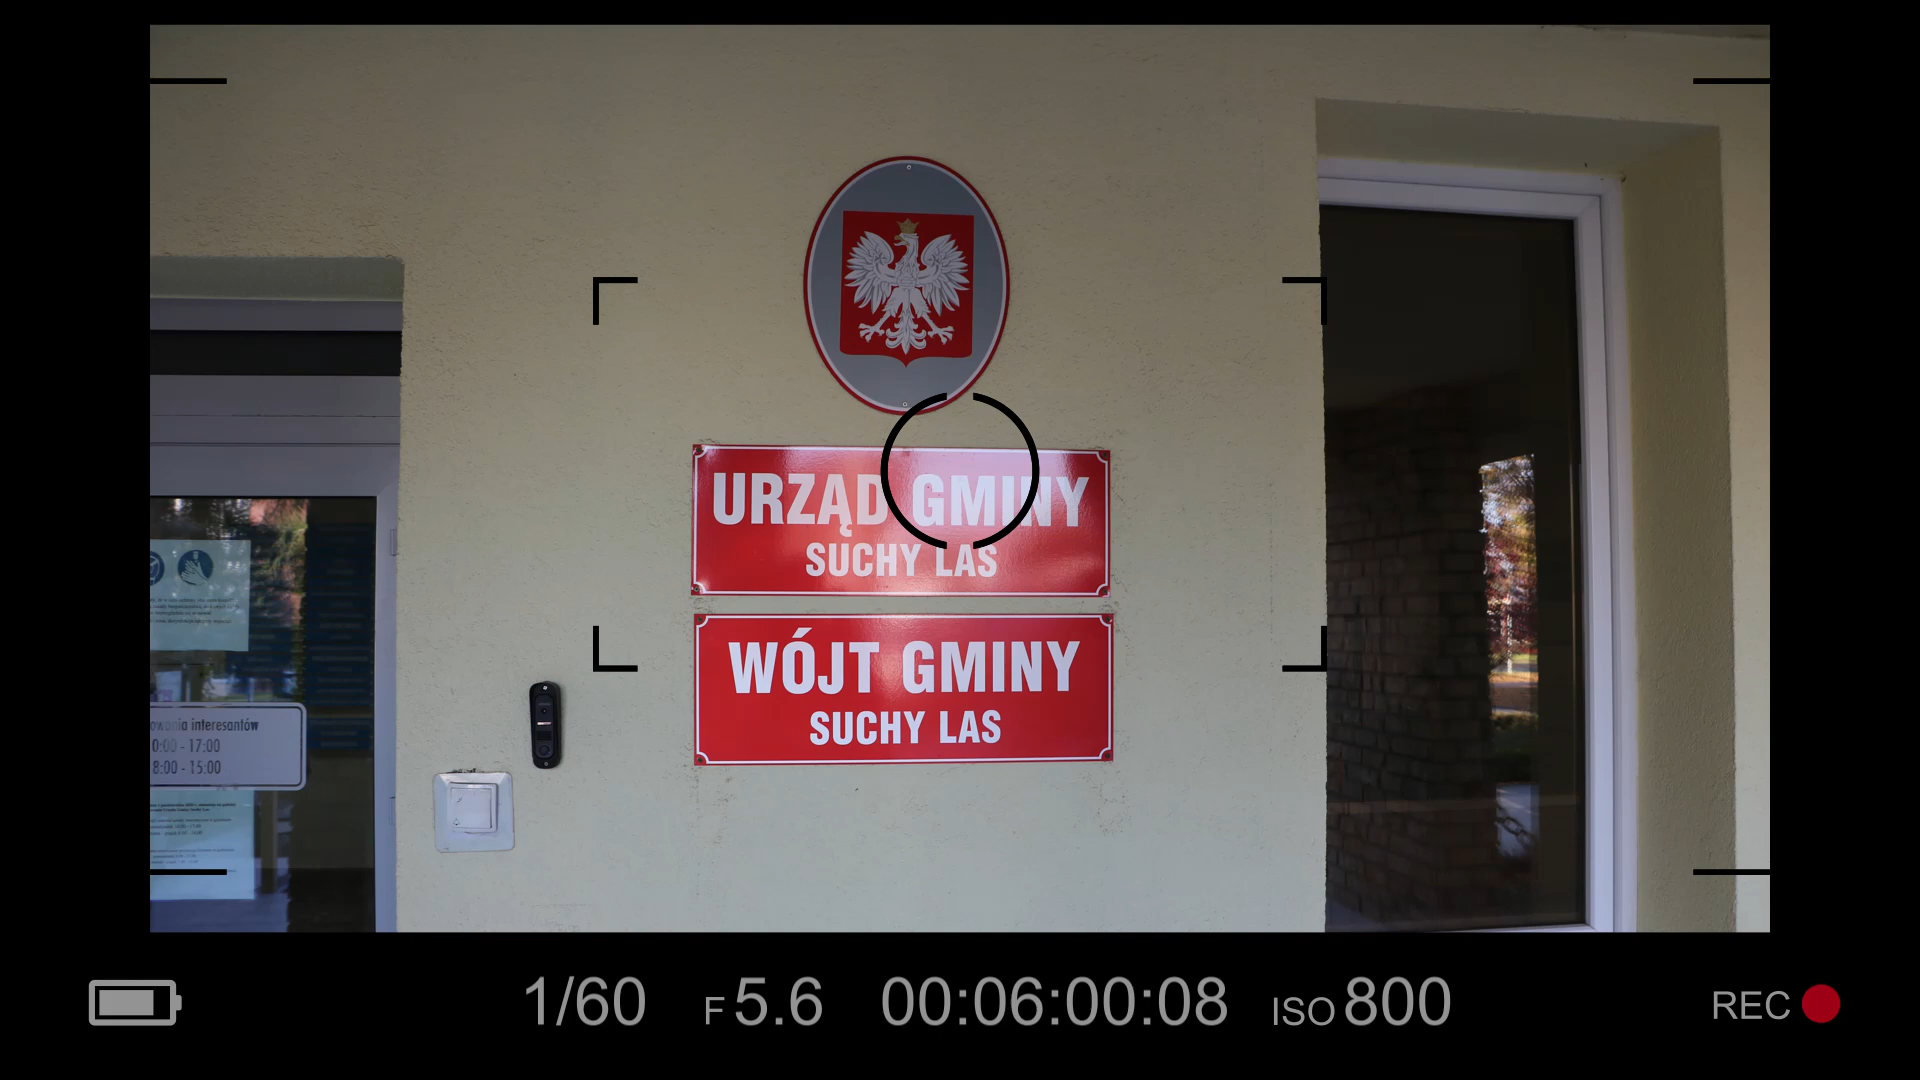 URZĄD GMINY
SUCHY LAS
WÓJT GMINY
SUCHY LAS
interesantów
0:00 - 17:00
8:00 - 15:00
1/60 F 5.6 00:06:00:08 ISO 800 REC